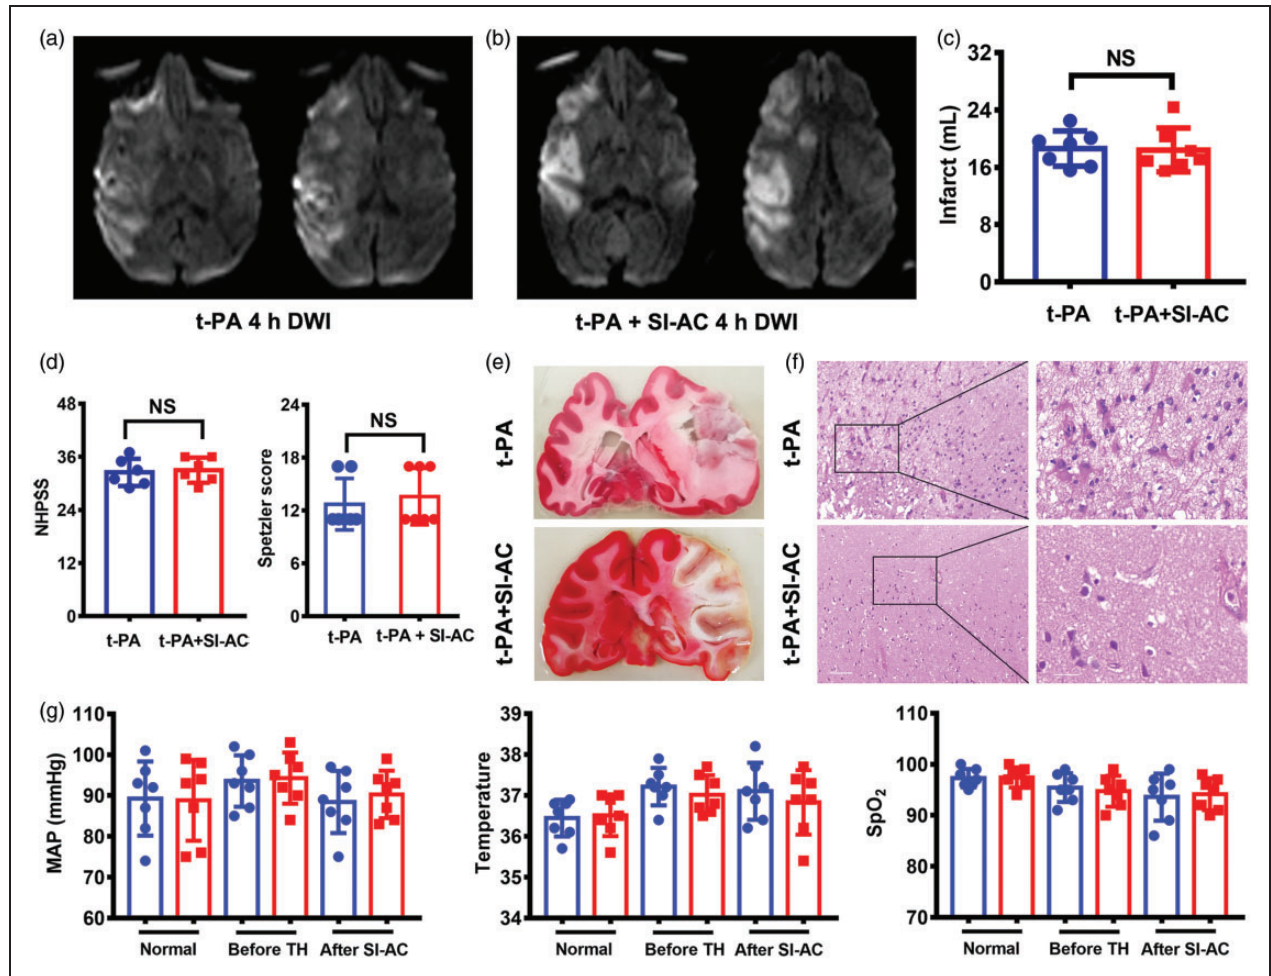 (a)
t-PA 4 h DWI
(b)
t-PA + SI-AC 4 h DWI
(c)
Infarct (mL)
32
24
16
8
0
NS
t-PA
t-PA+SI-AC
(d)
NHPSS
48
36
24
12
0
NS
t-PA
t-PA+SI-AC
Spetzler score
24
18
12
6
0
NS
t-PA
t-PA + SI-AC
(e)
t-PA
t-PA+SI-AC
(f)
t-PA
t-PA+SI-AC
(g)
MAP (mmHg)
110
100
90
80
70
60
Normal
Before TH
After SI-AC
Temperature
39
38
37
36
35
34
Normal
Before TH
After SI-AC
SpO2
110
100
90
80
70
Normal
Before TH
After SI-AC